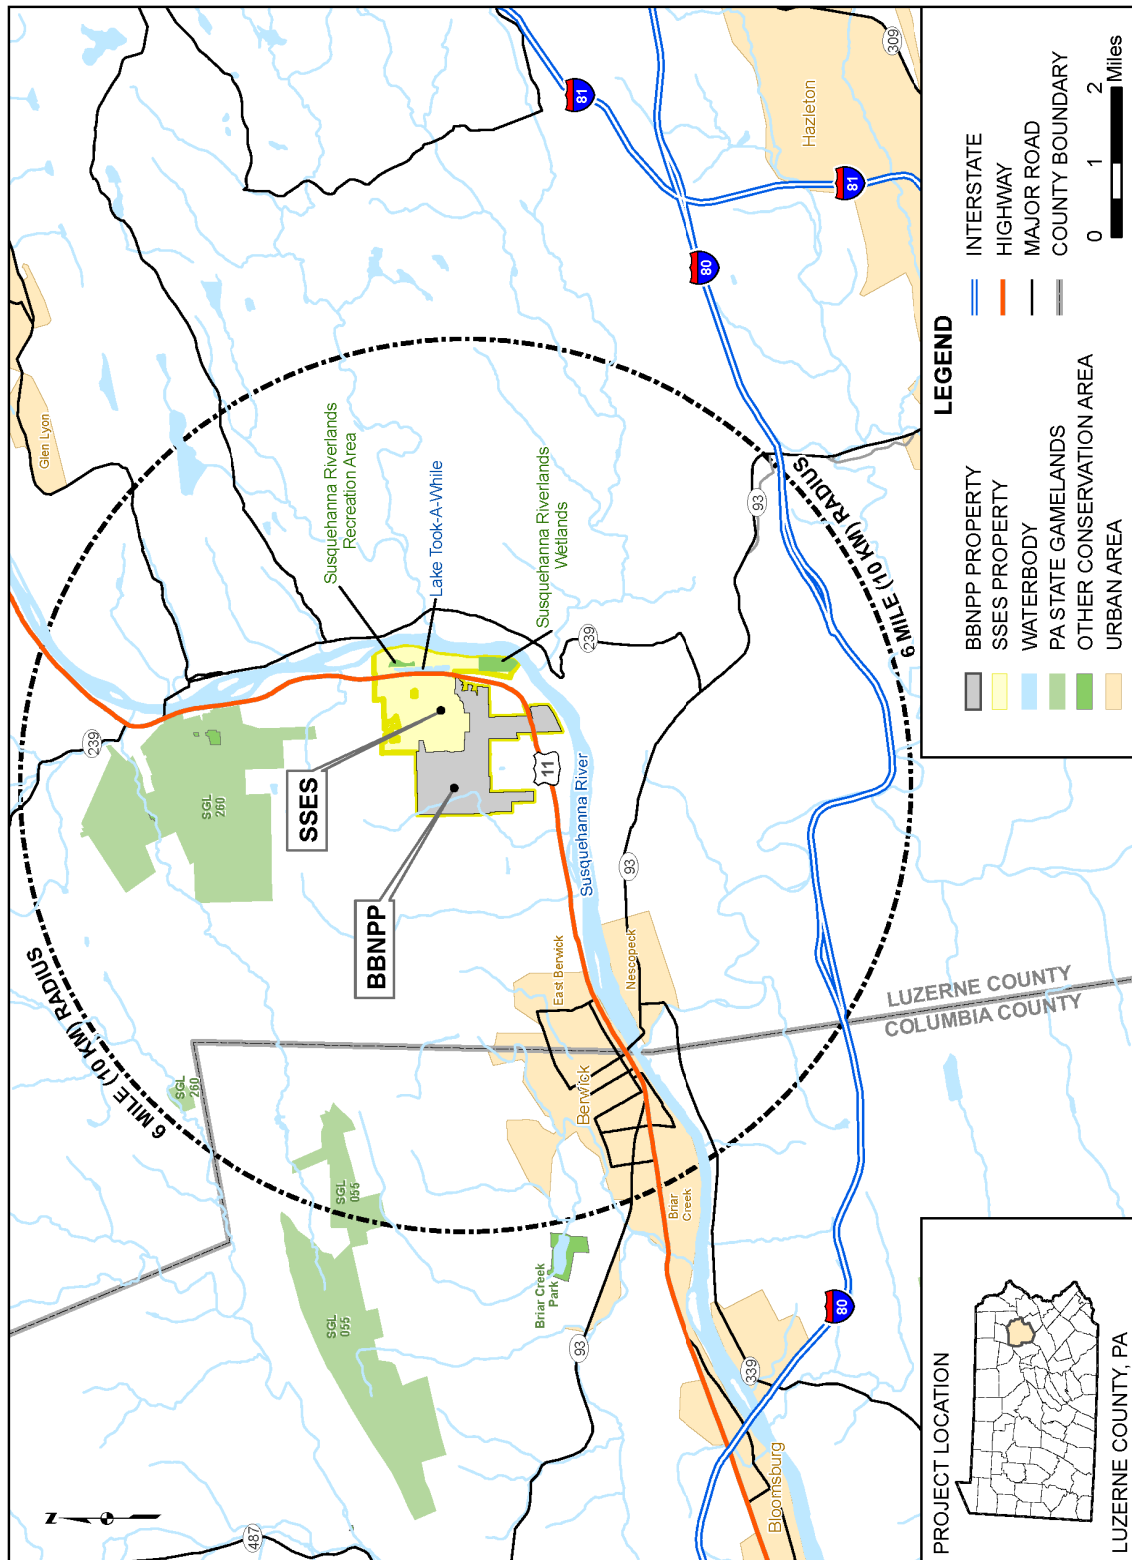 N
487
239
SGL
260
Glen Lyon
6 MILE (10 KM) RADIUS
SGL
260
SGL
055
SGL
055
SSES
BBNPP
Susquehanna Riverlands
Recreation Area
Lake Took-A-While
Susquehanna Riverlands
Wetlands
239
11
Susquehanna River
93
East Berwick
Nescopeck
Berwick
Briar
Creek
Briar Creek
Park
93
339
Bloomsburg
80
LUZERNE COUNTY
COLUMBIA COUNTY
93
6 MILE (10 KM) RADIUS
80
81
81
Hazleton
309
PROJECT LOCATION
LUZERNE COUNTY, PA
LEGEND
BBNPP PROPERTY
SSES PROPERTY
WATERBODY
PA STATE GAMELANDS
OTHER CONSERVATION AREA
URBAN AREA
INTERSTATE
HIGHWAY
MAJOR ROAD
COUNTY BOUNDARY
0 1 2
Miles